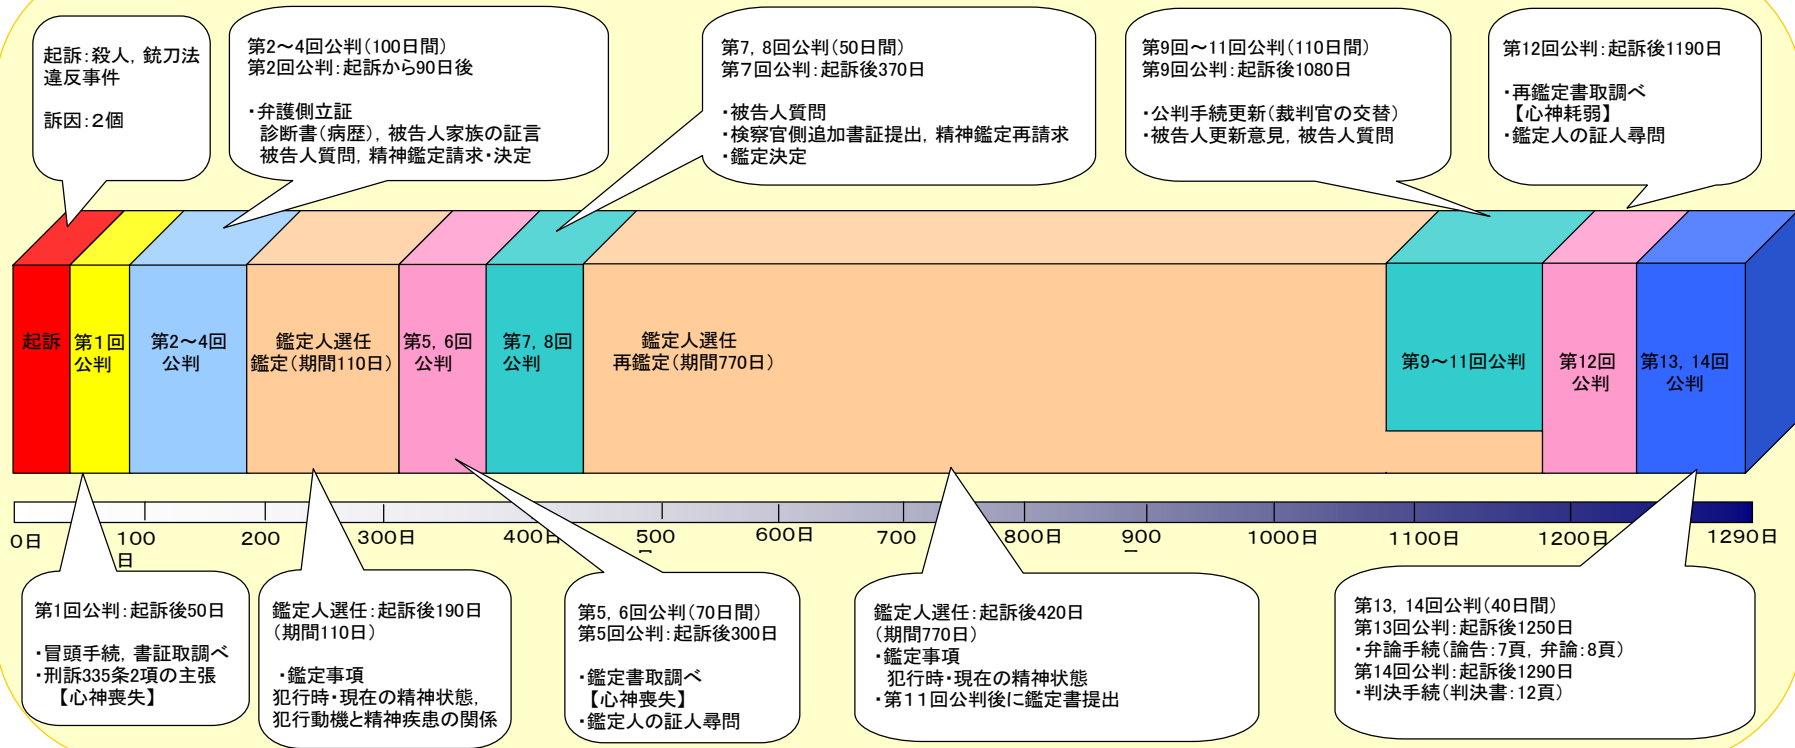 起訴:殺人, 銃刀法
違反事件
訴因:2個
第2～4回公判(100日間)
第2回公判:起訴から90日後
・弁護側立証
診断書(病歴), 被告人家族の証言
被告人質問, 精神鑑定請求・決定
第7, 8回公判(50日間)
第7回公判:起訴後370日
・被告人質問
・検察官側追加書証提出, 精神鑑定再請求
・鑑定決定
第9回～11回公判(110日間)
第9回公判:起訴後1080日
・公判手続更新(裁判官の交替)
・被告人更新意見, 被告人質問
第12回公判:起訴後1190日
・再鑑定書取調べ
【心神耗弱】
・鑑定人の証人尋問
起訴
第1回
公判
第2～4回
公判
鑑定人選任
鑑定(期間110日)
第5, 6回
公判
第7, 8回
公判
鑑定人選任
再鑑定(期間770日)
第9～11回公判
第12回
公判
第13, 14回
公判
0日
100
日
200
300日
400日
500
600日
700
800日
900
1000日
1100日
1200日
1290日
第1回公判:起訴後50日
・冒頭手続, 書証取調べ
・刑訴335条2項の主張
【心神喪失】
鑑定人選任:起訴後190日
(期間110日)
・鑑定事項
犯行時・現在の精神状態,
犯行動機と精神疾患の関係
第5, 6回公判(70日間)
第5回公判:起訴後300日
・鑑定書取調べ
【心神喪失】
・鑑定人の証人尋問
鑑定人選任:起訴後420日
(期間770日)
・鑑定事項
犯行時・現在の精神状態
・第11回公判後に鑑定書提出
第13, 14回公判(40日間)
第13回公判:起訴後1250日
・弁論手続(論告:7頁, 弁論:8頁)
第14回公判:起訴後1290日
・判決手続(判決書:12頁)